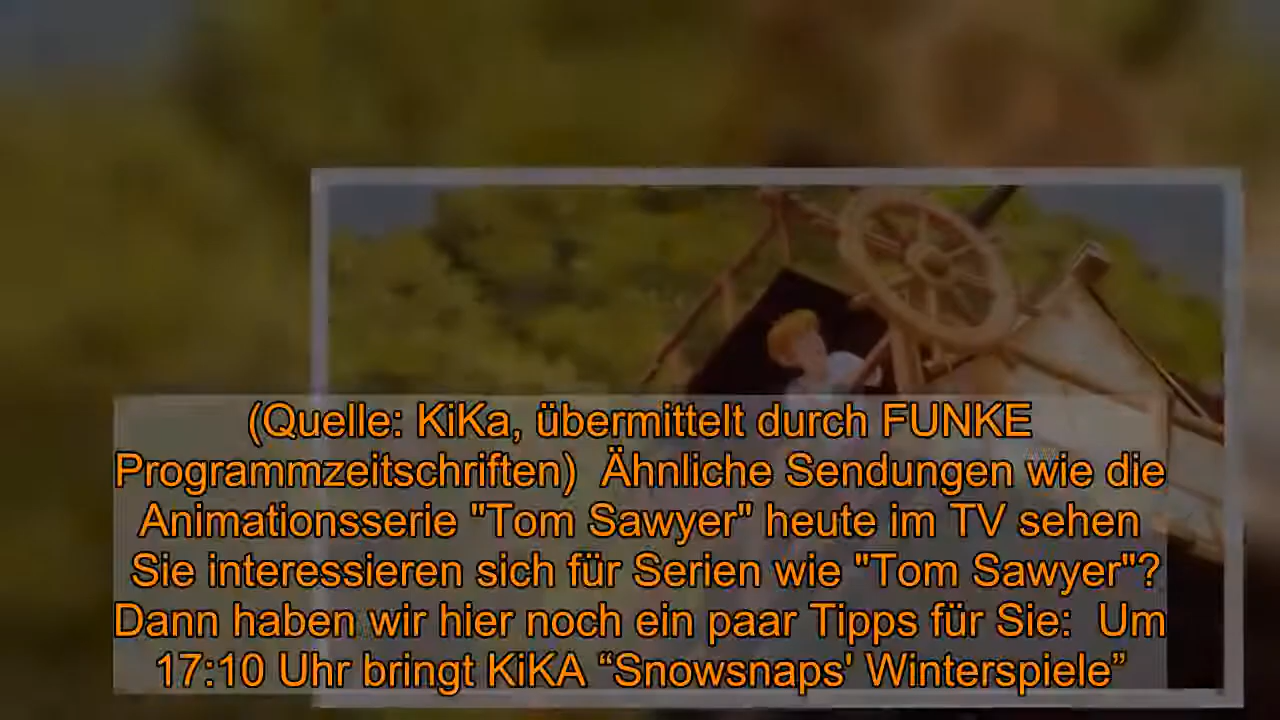 (Quelle: KiKa, übermittelt durch FUNKE
Programmzeitschriften)  Ähnliche Sendungen wie die
Animationsserie "Tom Sawyer" heute im TV sehen
Sie interessieren sich für Serien wie "Tom Sawyer"?
Dann haben wir hier noch ein paar Tipps für Sie:  Um
17:10 Uhr bringt KiKA “Snowsnaps' Winterspiele”